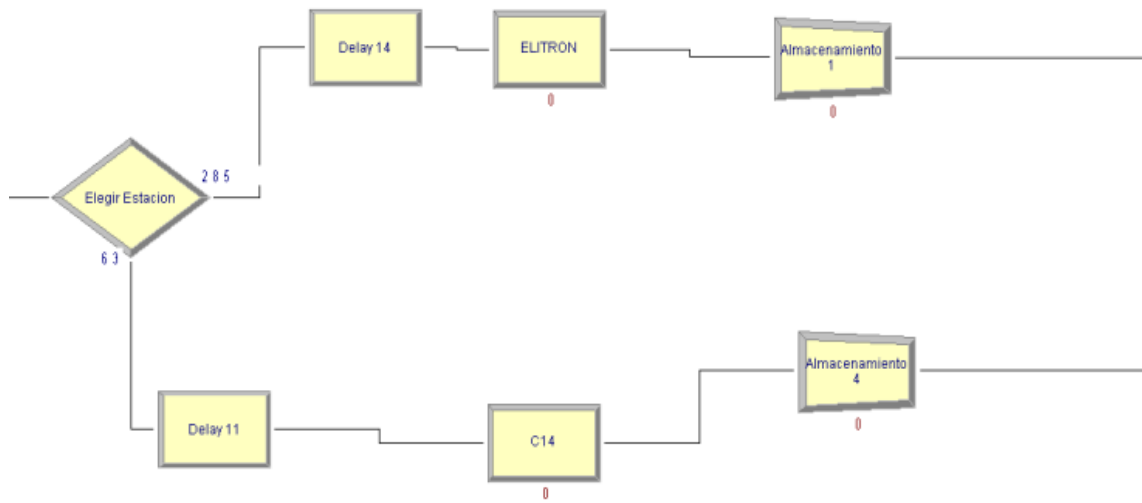 Delay 14
ELITRON
0
Almacenamiento
1
0
Elegir Estacion
2 8 5
6 3
Delay 11
C14
0
Almacenamiento
4
0